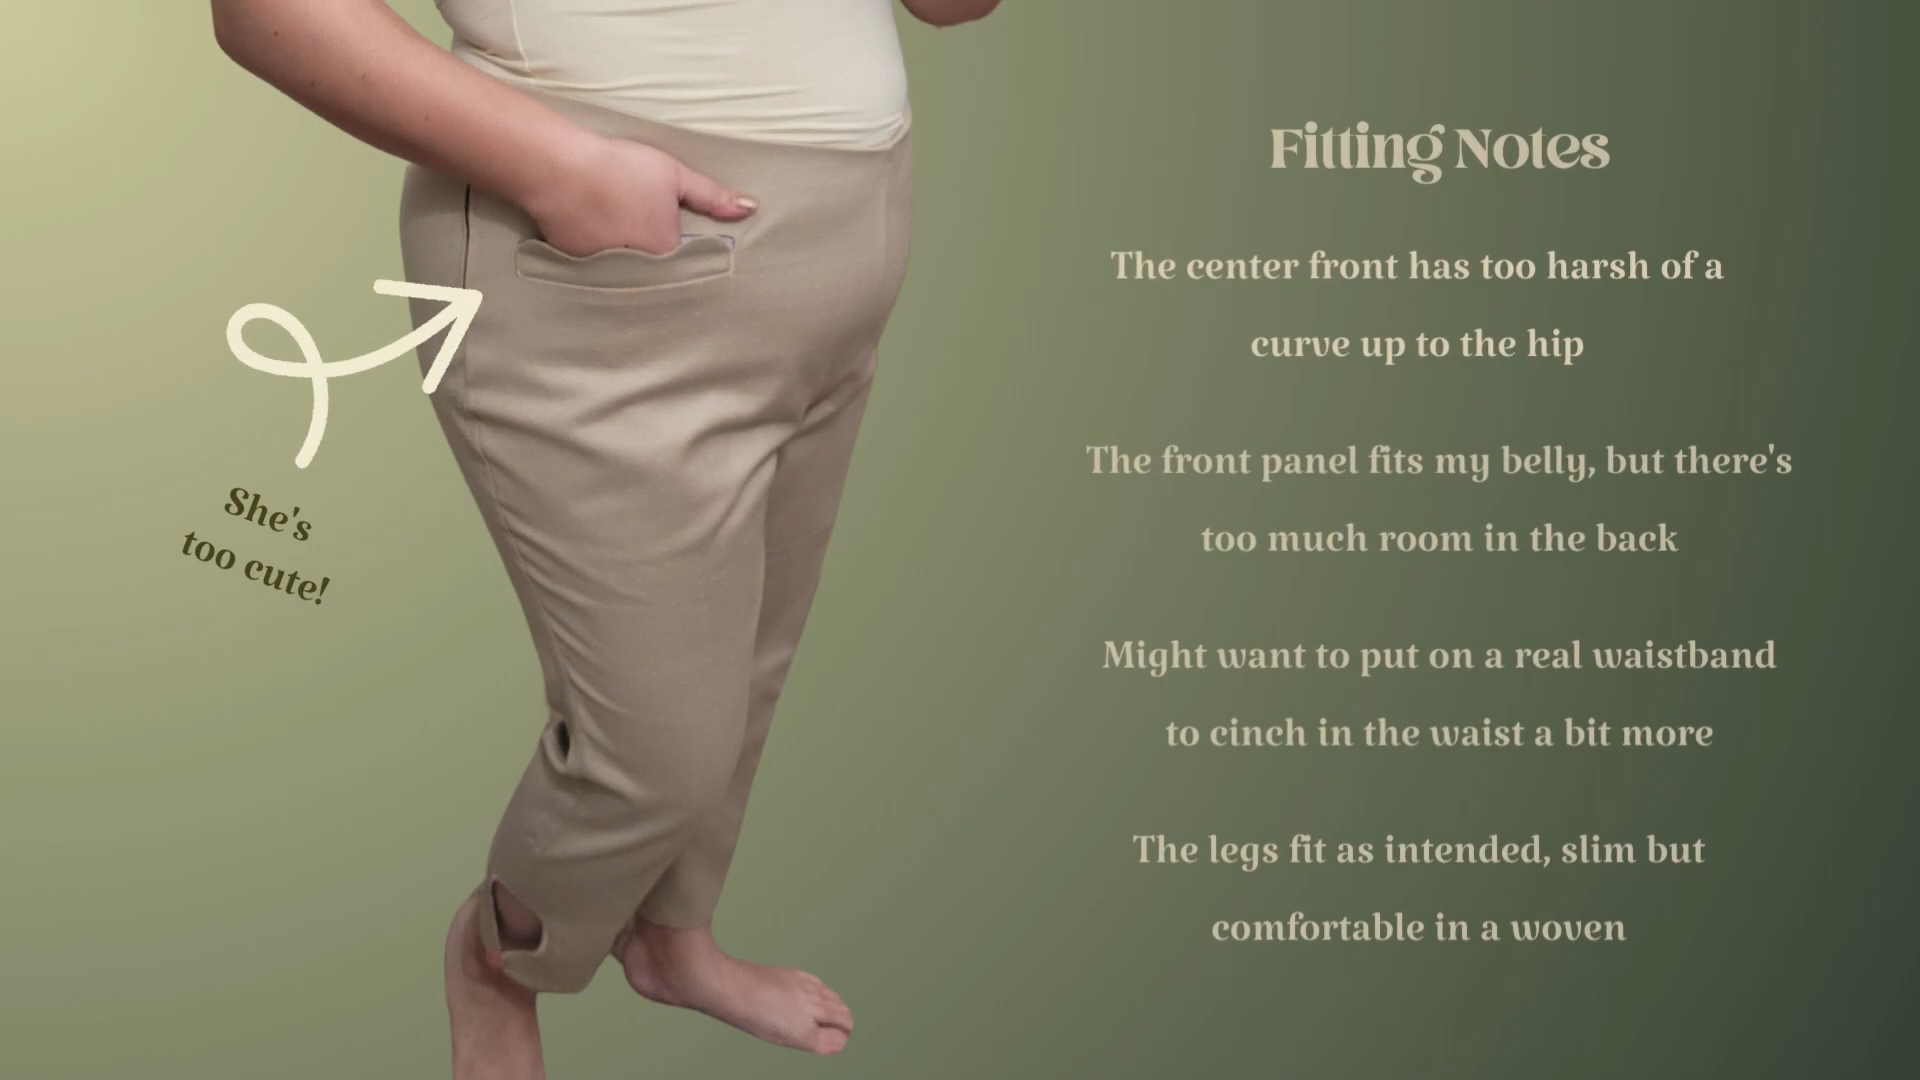 Fitting Notes
The center front has too harsh of a
curve up to the hip
The front panel fits my belly, but there's
too much room in the back
Might want to put on a real waistband
to cinch in the waist a bit more
The legs fit as intended, slim but
comfortable in a woven
She's
too cute!